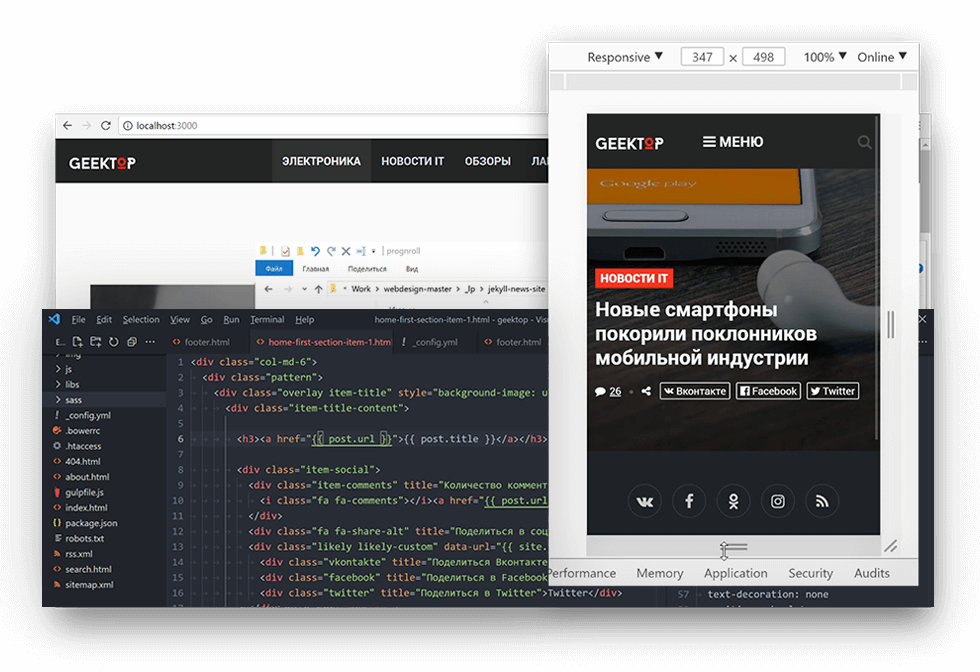 Responsive ▼ 347 × 498 100% ▼ Online ▼
localhost:3000
GEEKTOP
ЭЛЕКТРОНИКА НОВОСТИ IT ОБЗОРЫ ЛА
GEEKTOP МЕНЮ
Google play
НОВОСТИ IT
Новые смартфоны
покорили поклонников
мобильной индустрии
26 Вконтакте Facebook Twitter
Performance Memory Application Security Audits
prognroll
Файл Главная Поделиться Вид
Work webdesign-master _lp jekyll-news-site
File Edit Selection View Go Run Terminal Help home-first-section-item-1.html - geektop - Vis
E... footer.html home-first-section-item-1.html _config.yml footer.html
img
js
libs
sass
_config.yml
.bowerrc
.htaccess
404.html
about.html
gulpfile.js
index.html
package.json
robots.txt
rss.xml
search.html
sitemap.xml
1 <div class="col-md-6">
2 <div class="pattern">
3 <div class="overlay item-title" style="background-image: u
4 <div class="item-title-content">
5
6 <h3><a href="{{ post.url }}">{{ post.title }}</a></h3>
7
8 <div class="item-social">
9 <div class="item-comments" title="Количество коммент
10 <i class="fa fa-comments"></i><a href="{{ post.url
11 </div>
12 <div class="fa fa-share-alt" title="Поделиться в соц
13 <div class="likely likely-custom" data-url="{{ site.
14 <div class="vkontakte" title="Поделиться Вконтакте
15 <div class="facebook" title="Поделиться в Facebook
16 <div class="twitter" title="Поделиться в Twitter">Twitter</div>
57 text-decoration: none